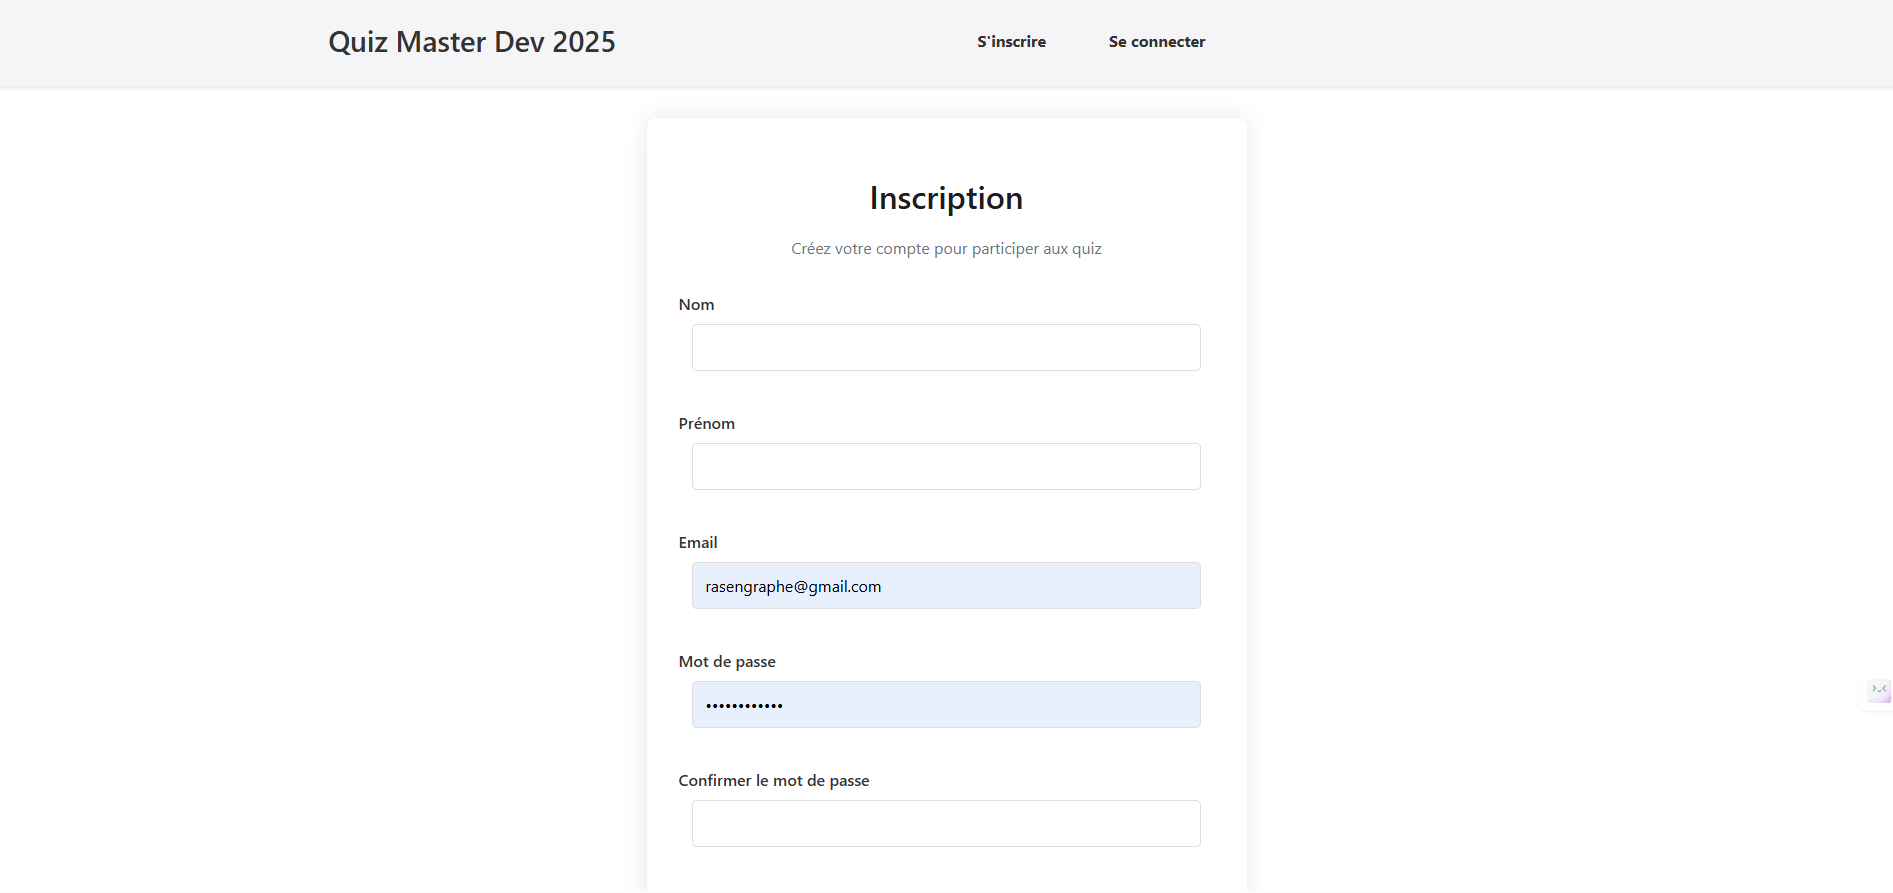 Quiz Master Dev 2025
S'inscrire
Se connecter
Inscription
Créez votre compte pour participer aux quiz
Nom
Prénom
Email
rasengraphe@gmail.com
Mot de passe
••••••••••••
Confirmer le mot de passe